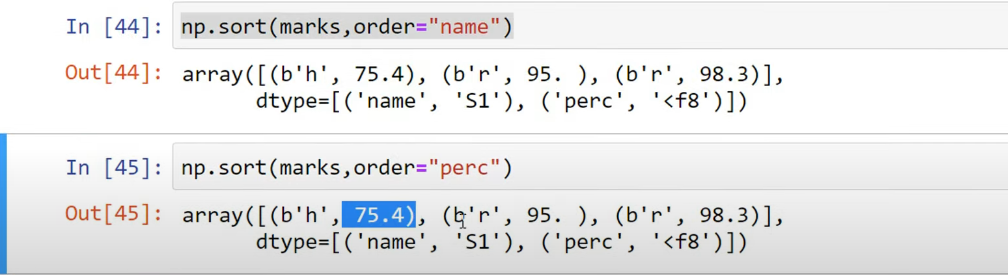 In [44]: np.sort(marks,order="name")
Out[44]: array([(b'h', 75.4), (b'r', 95. ), (b'r', 98.3)],
dtype=[('name', 'S1'), ('perc', '<f8')])
In [45]: np.sort(marks,order="perc")
Out[45]: array([(b'h', 75.4), (b'r', 95. ), (b'r', 98.3)],
dtype=[('name', 'S1'), ('perc', '<f8')])